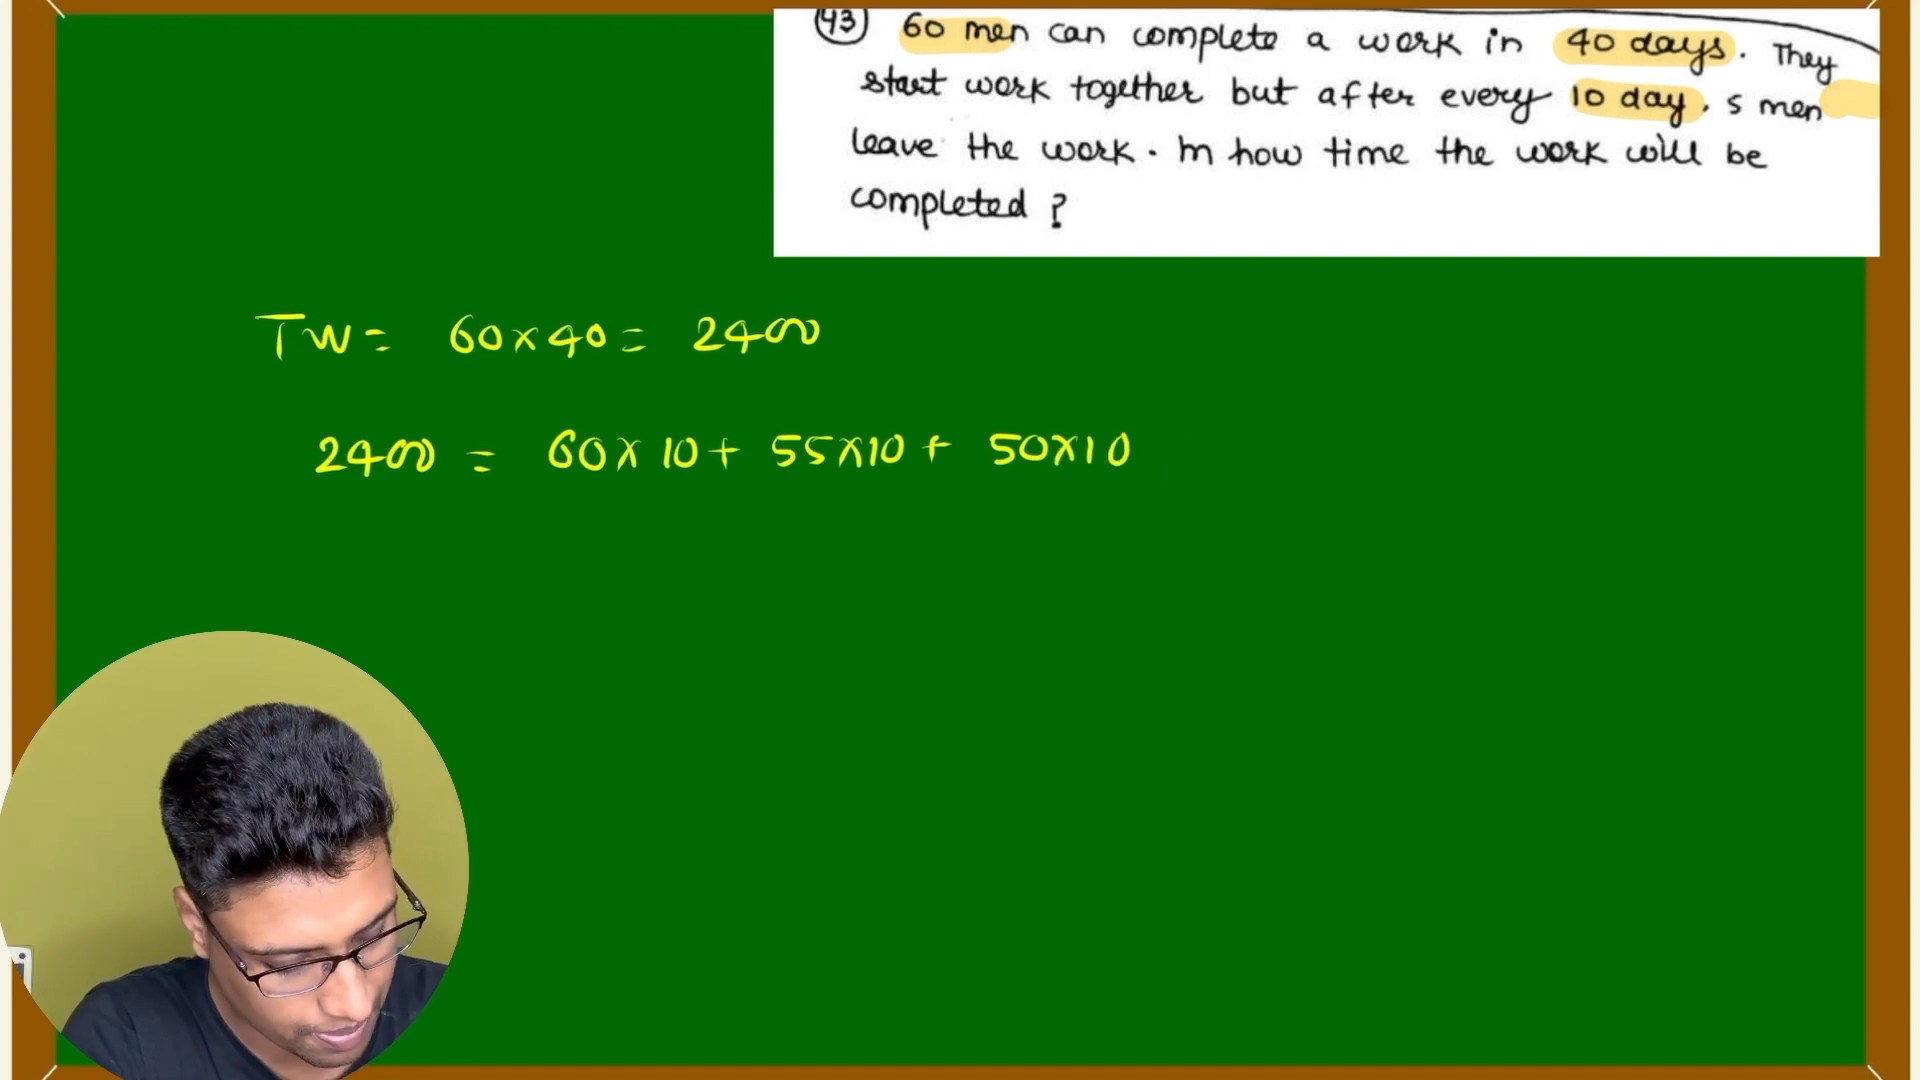 43 60 men can complete a work in 40 days. They
start work together but after every 10 day, 5 men
leave the work. In how time the work will be
completed ?
TW = 60 x 40 = 2400
2400 = 60 x 10 + 55 x 10 + 50 x 10